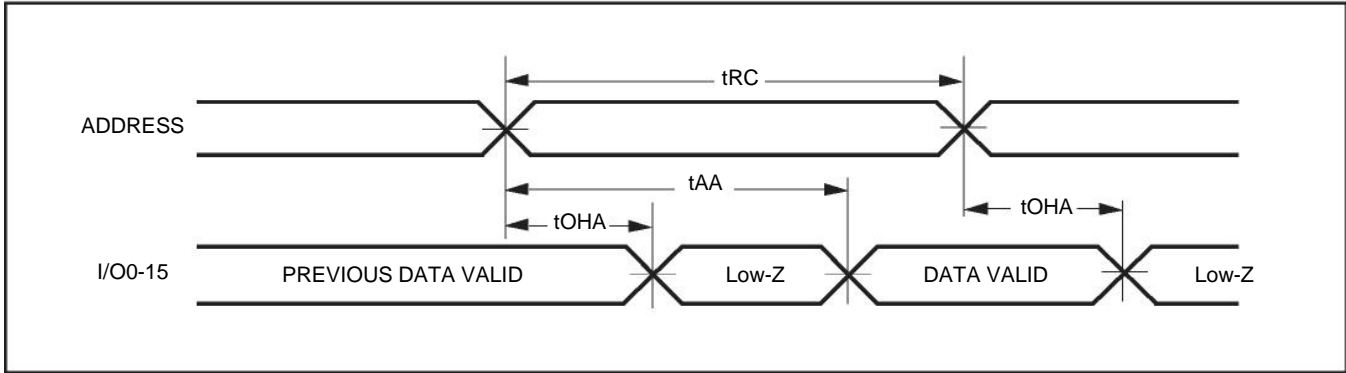 tRC
ADDRESS
tAA
tOHA
tOHA
I/O0-15
PREVIOUS DATA VALID
Low-Z
DATA VALID
Low-Z